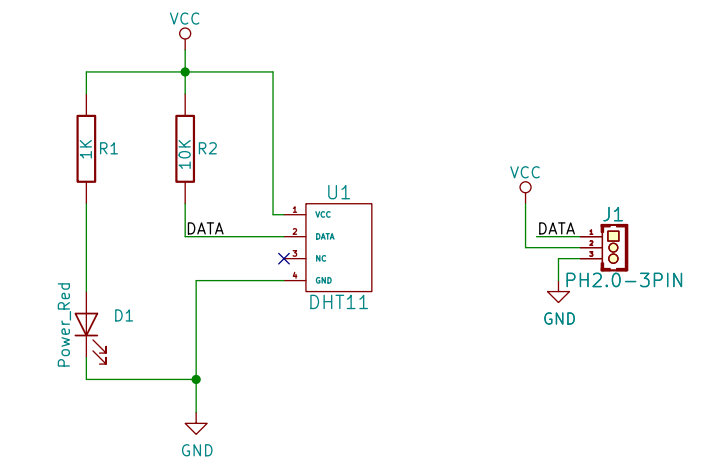 VCC
1K
R1
10K
R2
U1
DATA
1
VCC
2
DATA
3
NC
4
GND
DHT11
Power_Red
D1
GND
VCC
J1
DATA
1
2
3
PH2.0-3PIN
GND